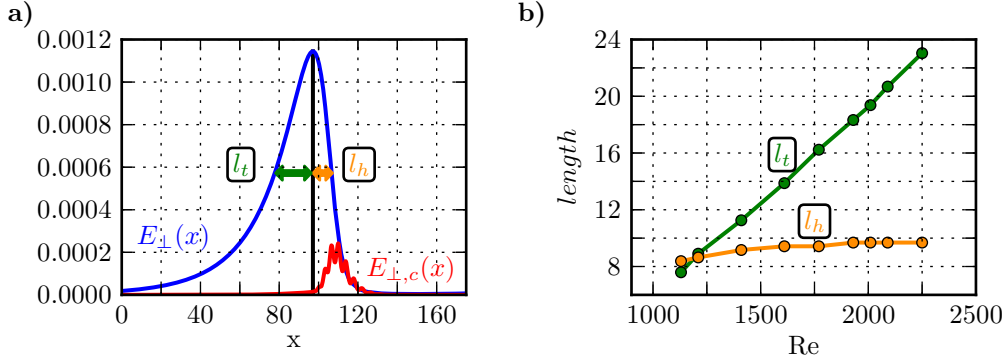 a)
0.0012
0.0010
0.0008
0.0006
0.0004
0.0002
0.0000
0 40 80 120 160
x
l_t
l_h
E_⊥(x)
E_{⊥,c}(x)
b)
24
20
16
12
8
length
1000 1500 2000 2500
Re
l_t
l_h